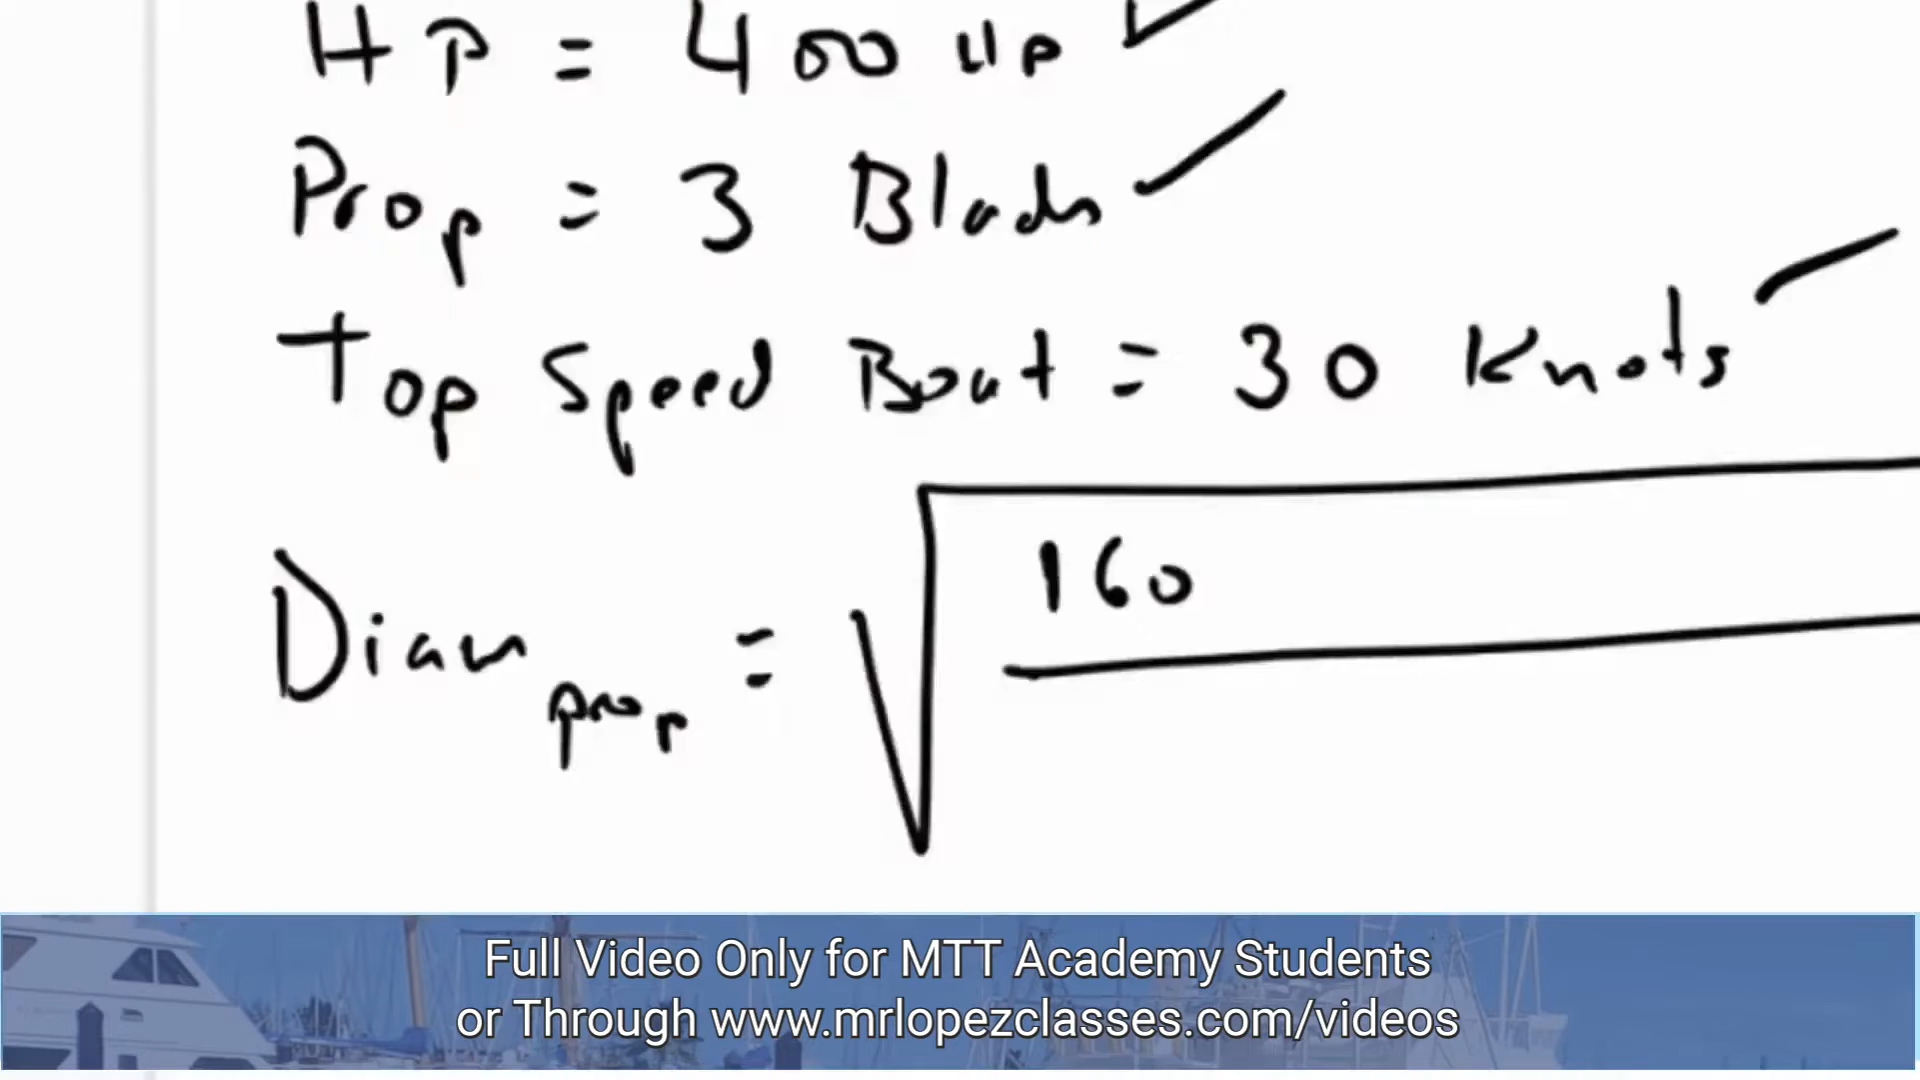 HP = 400 HP
Prop = 3 Blads
Top Speed Boat = 30 Knots
Diam prop = √ 160
Full Video Only for MTT Academy Students
or Through www.mrlopezclasses.com/videos